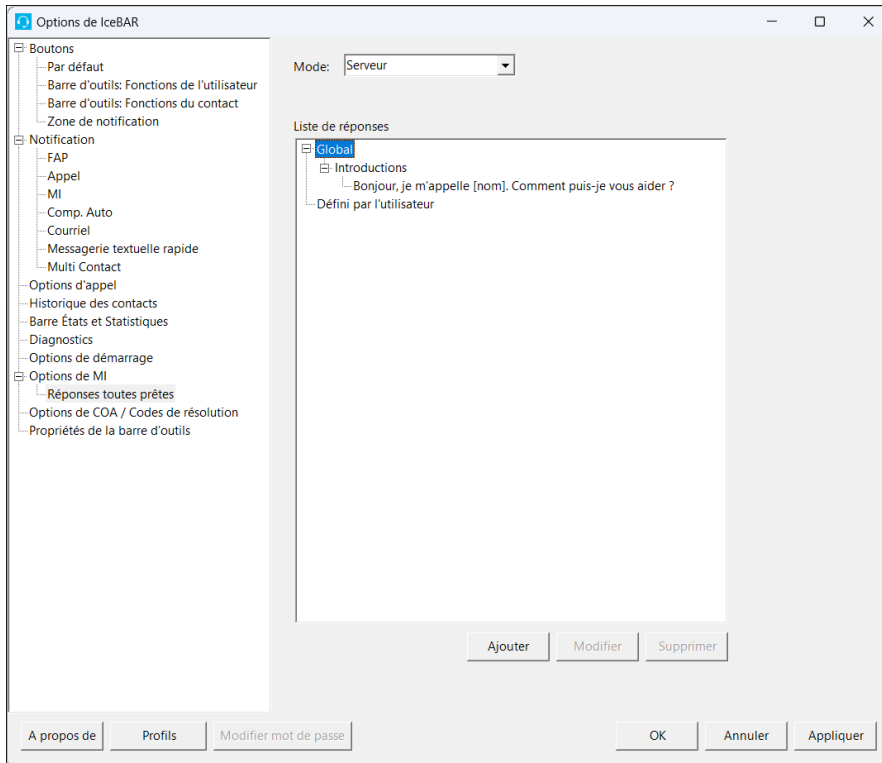 Options de IceBAR
Boutons
Par défaut
Barre d'outils: Fonctions de l'utilisateur
Barre d'outils: Fonctions du contact
Zone de notification
Notification
FAP
Appel
MI
Comp. Auto
Courriel
Messagerie textuelle rapide
Multi Contact
Options d'appel
Historique des contacts
Barre États et Statistiques
Diagnostics
Options de démarrage
Options de MI
Réponses toutes prêtes
Options de COA / Codes de résolution
Propriétés de la barre d'outils
Mode: Serveur
Liste de réponses
Global
Introductions
Bonjour, je m'appelle [nom]. Comment puis-je vous aider ?
Défini par l'utilisateur
Ajouter Modifier Supprimer
A propos de Profils Modifier mot de passe OK Annuler Appliquer